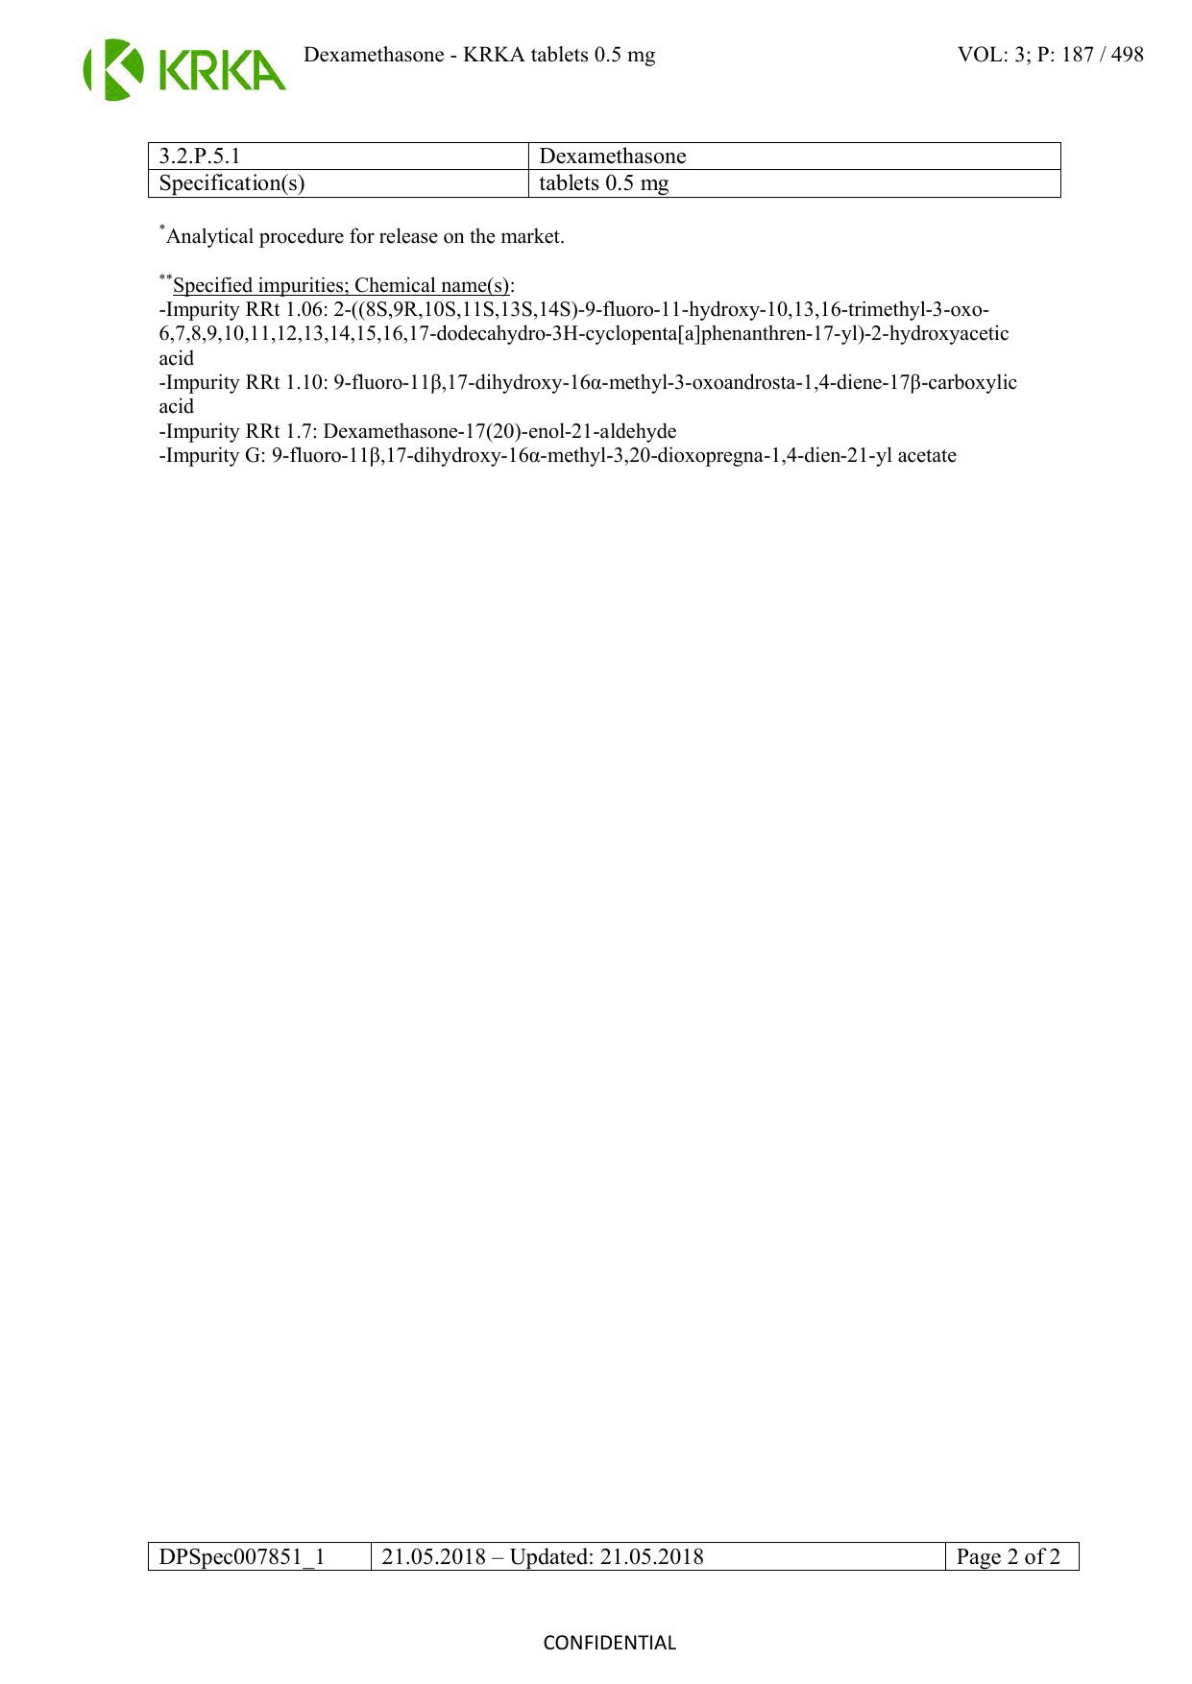 KRKA
Dexamethasone - KRKA tablets 0.5 mg
VOL: 3; P: 187 / 498
3.2.P.5.1
Dexamethasone
Specification(s)
tablets 0.5 mg
*Analytical procedure for release on the market.
**Specified impurities; Chemical name(s):
-Impurity RRt 1.06: 2-((8S,9R,10S,11S,13S,14S)-9-fluoro-11-hydroxy-10,13,16-trimethyl-3-oxo-
6,7,8,9,10,11,12,13,14,15,16,17-dodecahydro-3H-cyclopenta[a]phenanthren-17-yl)-2-hydroxyacetic
acid
-Impurity RRt 1.10: 9-fluoro-11β,17-dihydroxy-16α-methyl-3-oxoandrosta-1,4-diene-17β-carboxylic
acid
-Impurity RRt 1.7: Dexamethasone-17(20)-enol-21-aldehyde
-Impurity G: 9-fluoro-11β,17-dihydroxy-16α-methyl-3,20-dioxopregna-1,4-dien-21-yl acetate
DPSpec007851_1
21.05.2018 – Updated: 21.05.2018
Page 2 of 2
CONFIDENTIAL